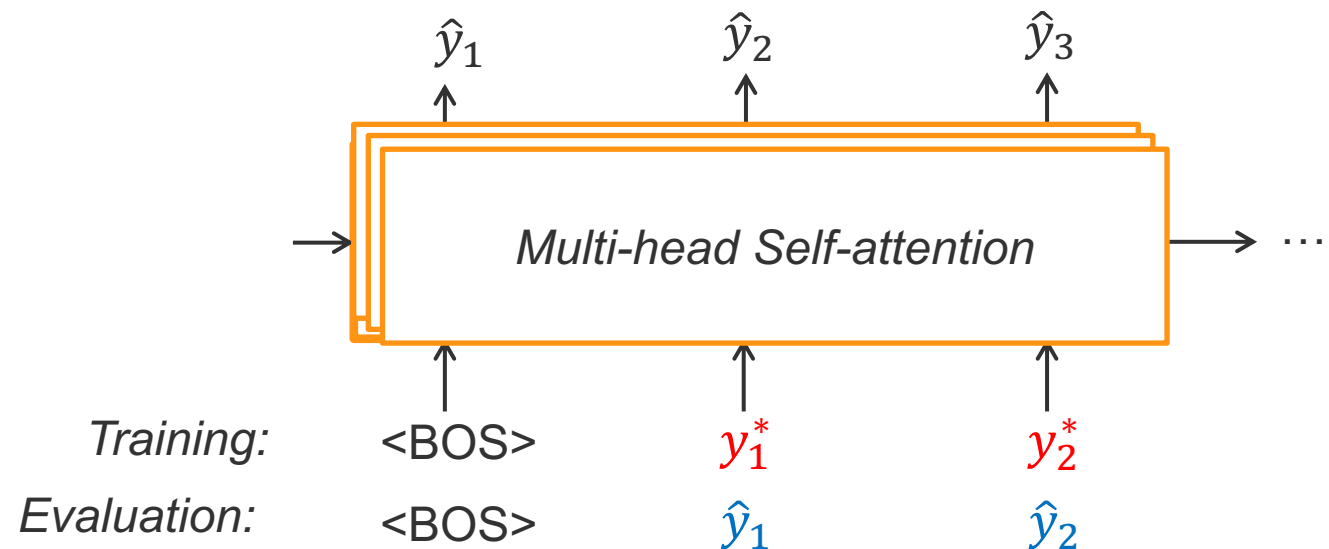 ŷ₁ ŷ₂ ŷ₃
Multi-head Self-attention …
Training: <BOS> y₁* y₂*
Evaluation: <BOS> ŷ₁ ŷ₂